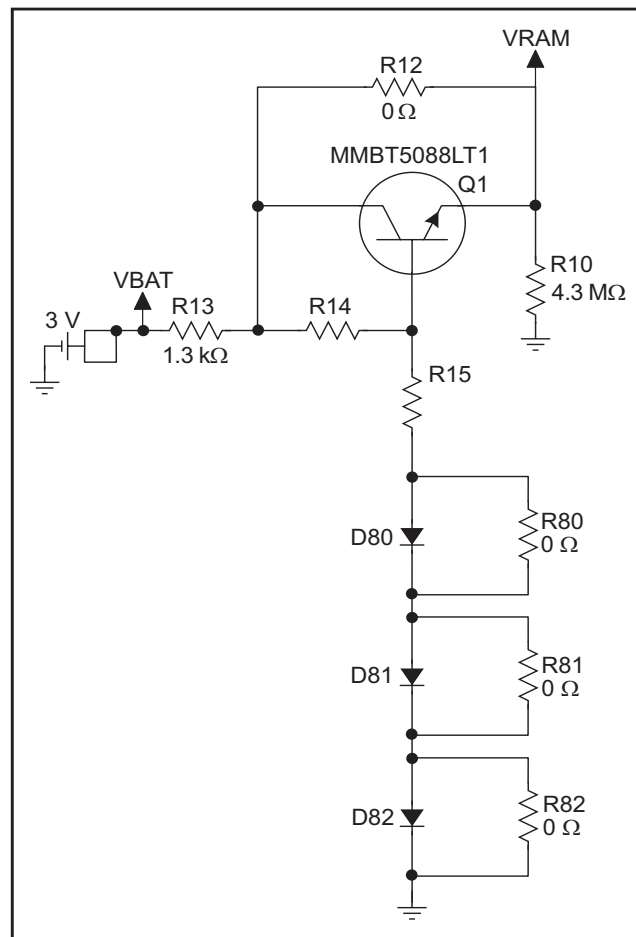 VRAM
R12
0 Ω
MMBT5088LT1
Q1
R10
4.3 MΩ
VBAT
3 V
R13
1.3 kΩ
R14
R15
D80
R80
0 Ω
D81
R81
0 Ω
D82
R82
0 Ω